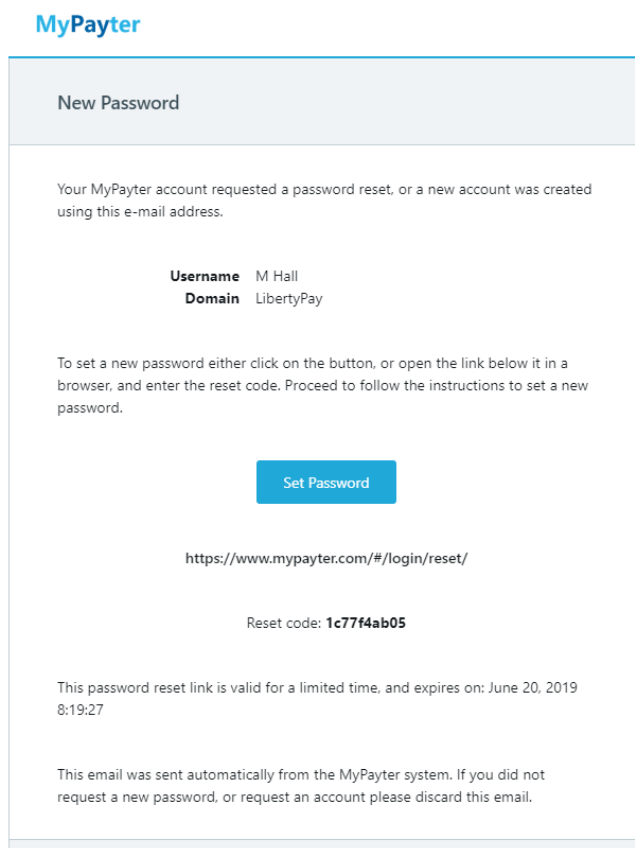 MyPayter
New Password
Your MyPayter account requested a password reset, or a new account was created
using this e-mail address.
Username M Hall
Domain LibertyPay
To set a new password either click on the button, or open the link below it in a
browser, and enter the reset code. Proceed to follow the instructions to set a new
password.
Set Password
https://www.mypayter.com/#/login/reset/
Reset code: 1c77f4ab05
This password reset link is valid for a limited time, and expires on: June 20, 2019
8:19:27
This email was sent automatically from the MyPayter system. If you did not
request a new password, or request an account please discard this email.